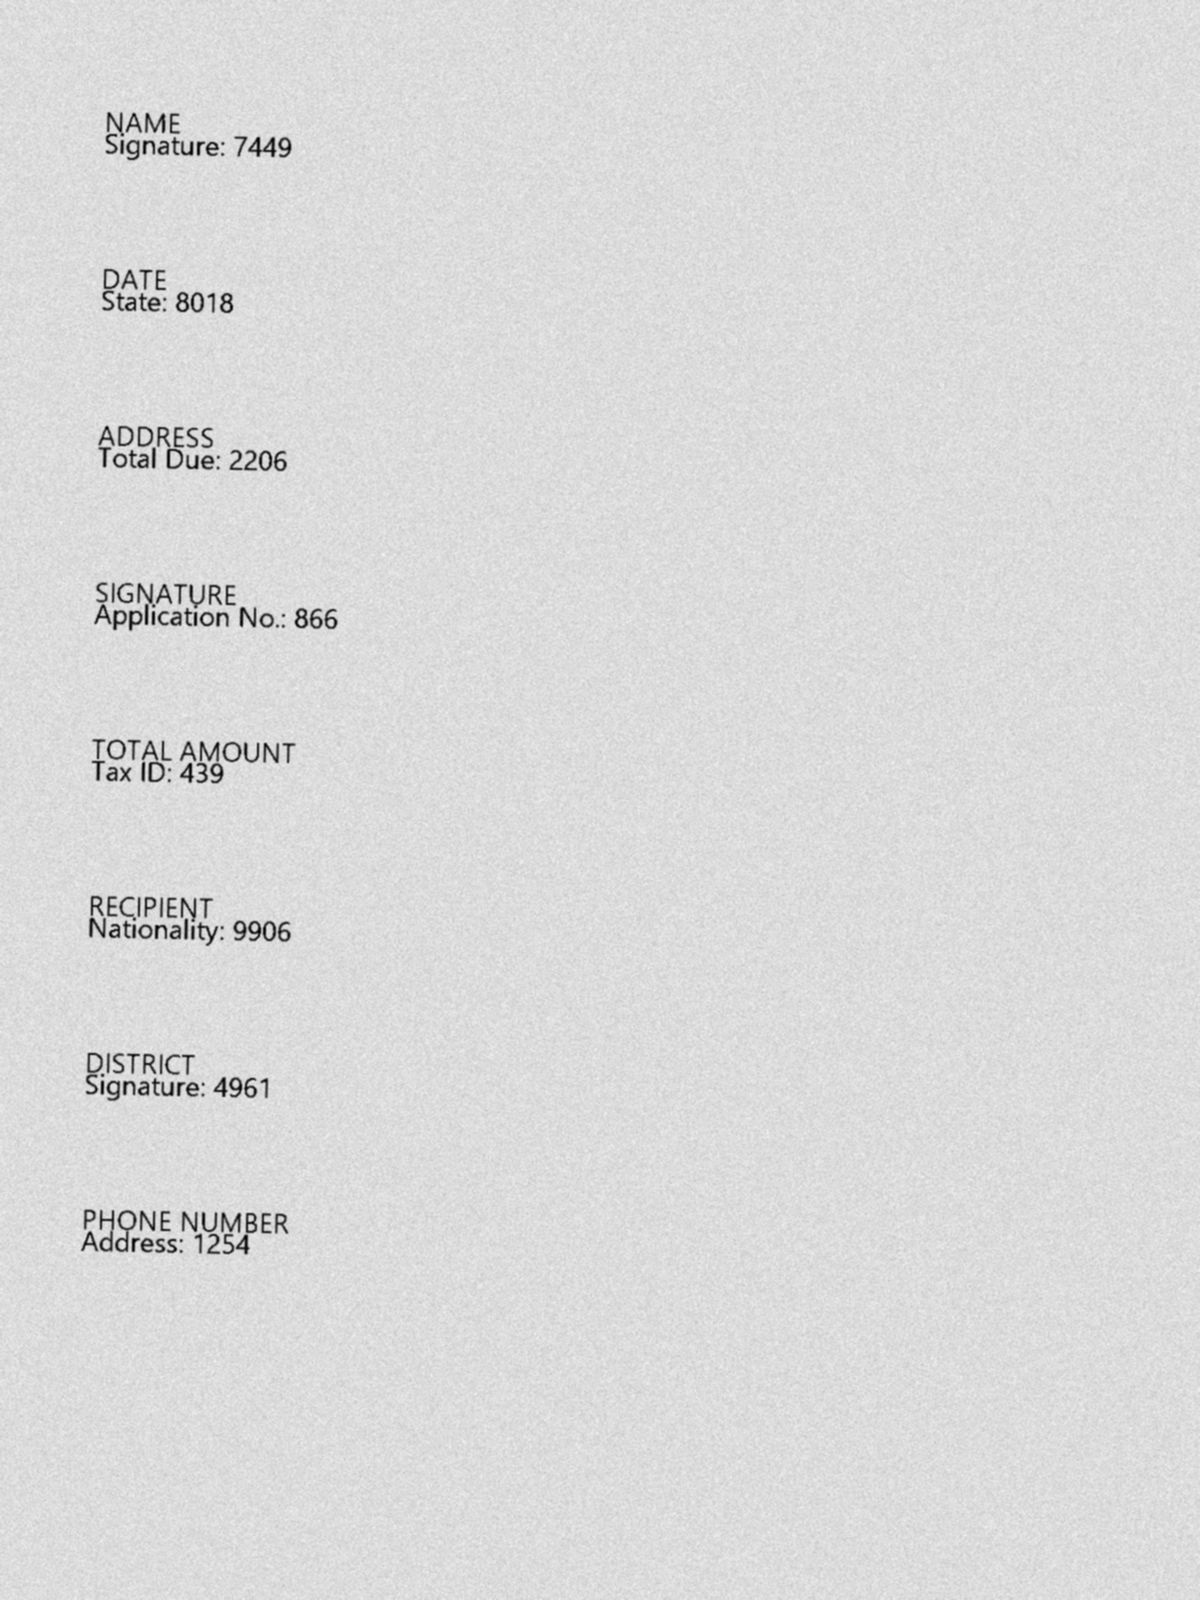 NAME
Signature: 7449
DATE
State: 8018
ADDRESS
Total Due: 2206
SIGNATURE
Application No.: 866
TOTAL AMOUNT
Tax ID: 439
RECIPIENT
Nationality: 9906
DISTRICT
Signature: 4961
PHONE NUMBER
Address: 1254